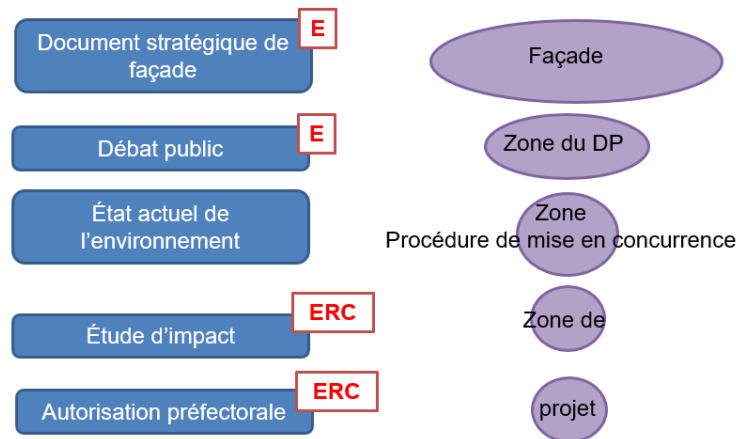 E
Document stratégique de
façade
Façade
E
Débat public
Zone du DP
État actuel de
l'environnement
Zone
Procédure de mise en concurrence
ERC
Étude d'impact
Zone de
ERC
Autorisation préfectorale
projet